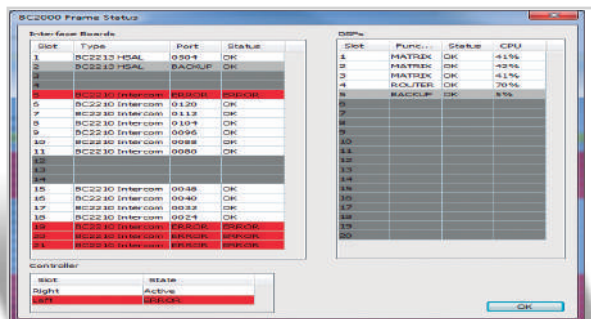 BC2000 Frame Status
Interface Boards
Slot Type Port Status
1 BC2213 HSAL 0504 OK
2 BC2213 HSAL BACKUP OK
3
4
5 BC2210 Intercom ERROR ERROR
6 BC2210 Intercom 0120 OK
7 BC2210 Intercom 0112 OK
8 BC2210 Intercom 0104 OK
9 BC2210 Intercom 0096 OK
10 BC2210 Intercom 0088 OK
11 BC2210 Intercom 0080 OK
12
13
14
15 BC2210 Intercom 0048 OK
16 BC2210 Intercom 0040 OK
17 BC2210 Intercom 0032 OK
18 BC2210 Intercom 0024 OK
19 BC2210 Intercom ERROR ERROR
20 BC2210 Intercom ERROR ERROR
21 BC2210 Intercom ERROR ERROR
DSPs
Slot Func... Status CPU
1 MATRIX OK 41%
2 MATRIX OK 42%
3 MATRIX OK 41%
4 ROUTER OK 70%
5 BACKUP OK 5%
6
7
8
9
10
11
12
13
14
15
16
17
18
19
20
Controller
Slot State
Right Active
Left ERROR
OK